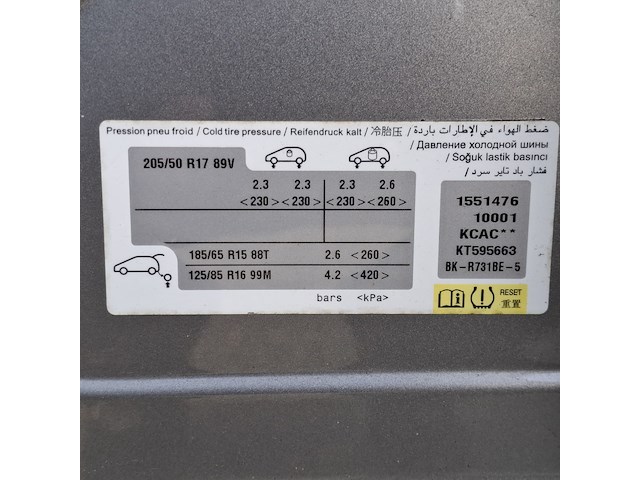 Pression pneu froid / Cold tire pressure / Reifendruck kalt / 冷胎压 / ضغط الهواء في الإطارات باردة
/ Давление холодной шины
/ Soğuk lastik basıncı
/ فشار باد تایر سرد
205/50 R17 89V
2.3 2.3 2.3 2.6
<230> <230> <230> <260>
185/65 R15 88T 2.6 <260>
125/85 R16 99M 4.2 <420>
bars <kPa>
1551476
10001
KCAC**
KT595663
BK-R731BE-5
i
RESET
重置